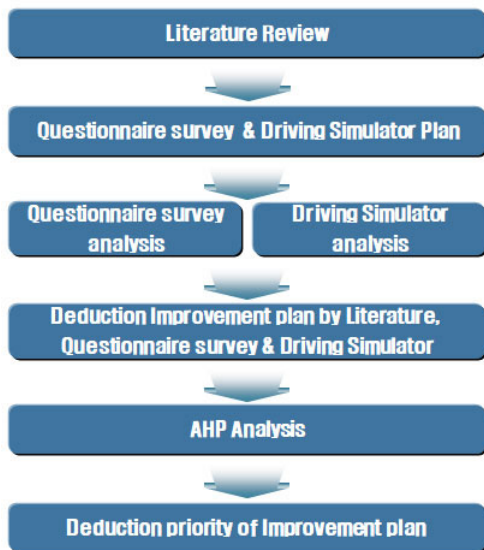 Literature Review
Questionnaire survey & Driving Simulator Plan
Questionnaire survey
analysis
Driving Simulator
analysis
Deduction Improvement plan by Literature,
Questionnaire survey & Driving Simulator
AHP Analysis
Deduction priority of Improvement plan